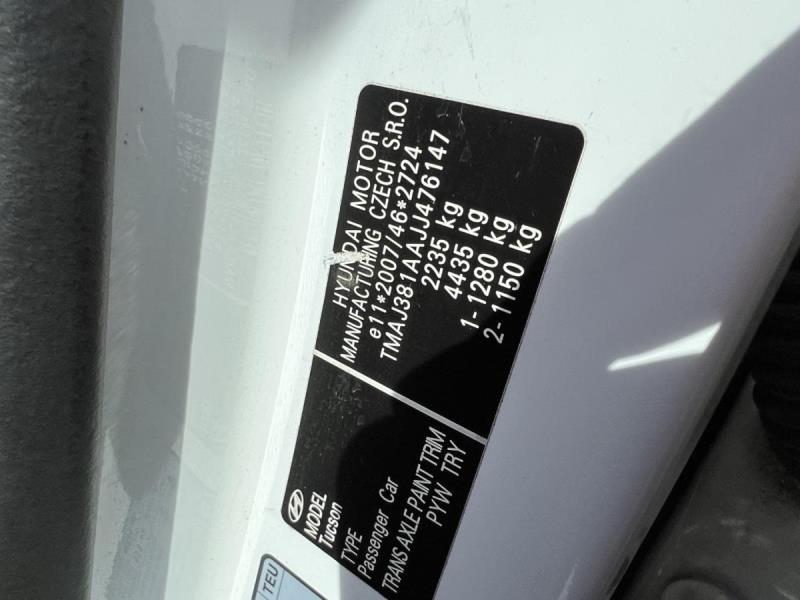 HYUNDAI MOTOR
MANUFACTURING CZECH S.R.O.
e11*2007/46*2724
TMAJ381AAJJ476147
2235 kg
4435 kg
1-1280 kg
2-1150 kg
MODEL
Tucson
TYPE
Passenger Car
TRANS AXLE PAINT TRIM
PYW TRY
TEU